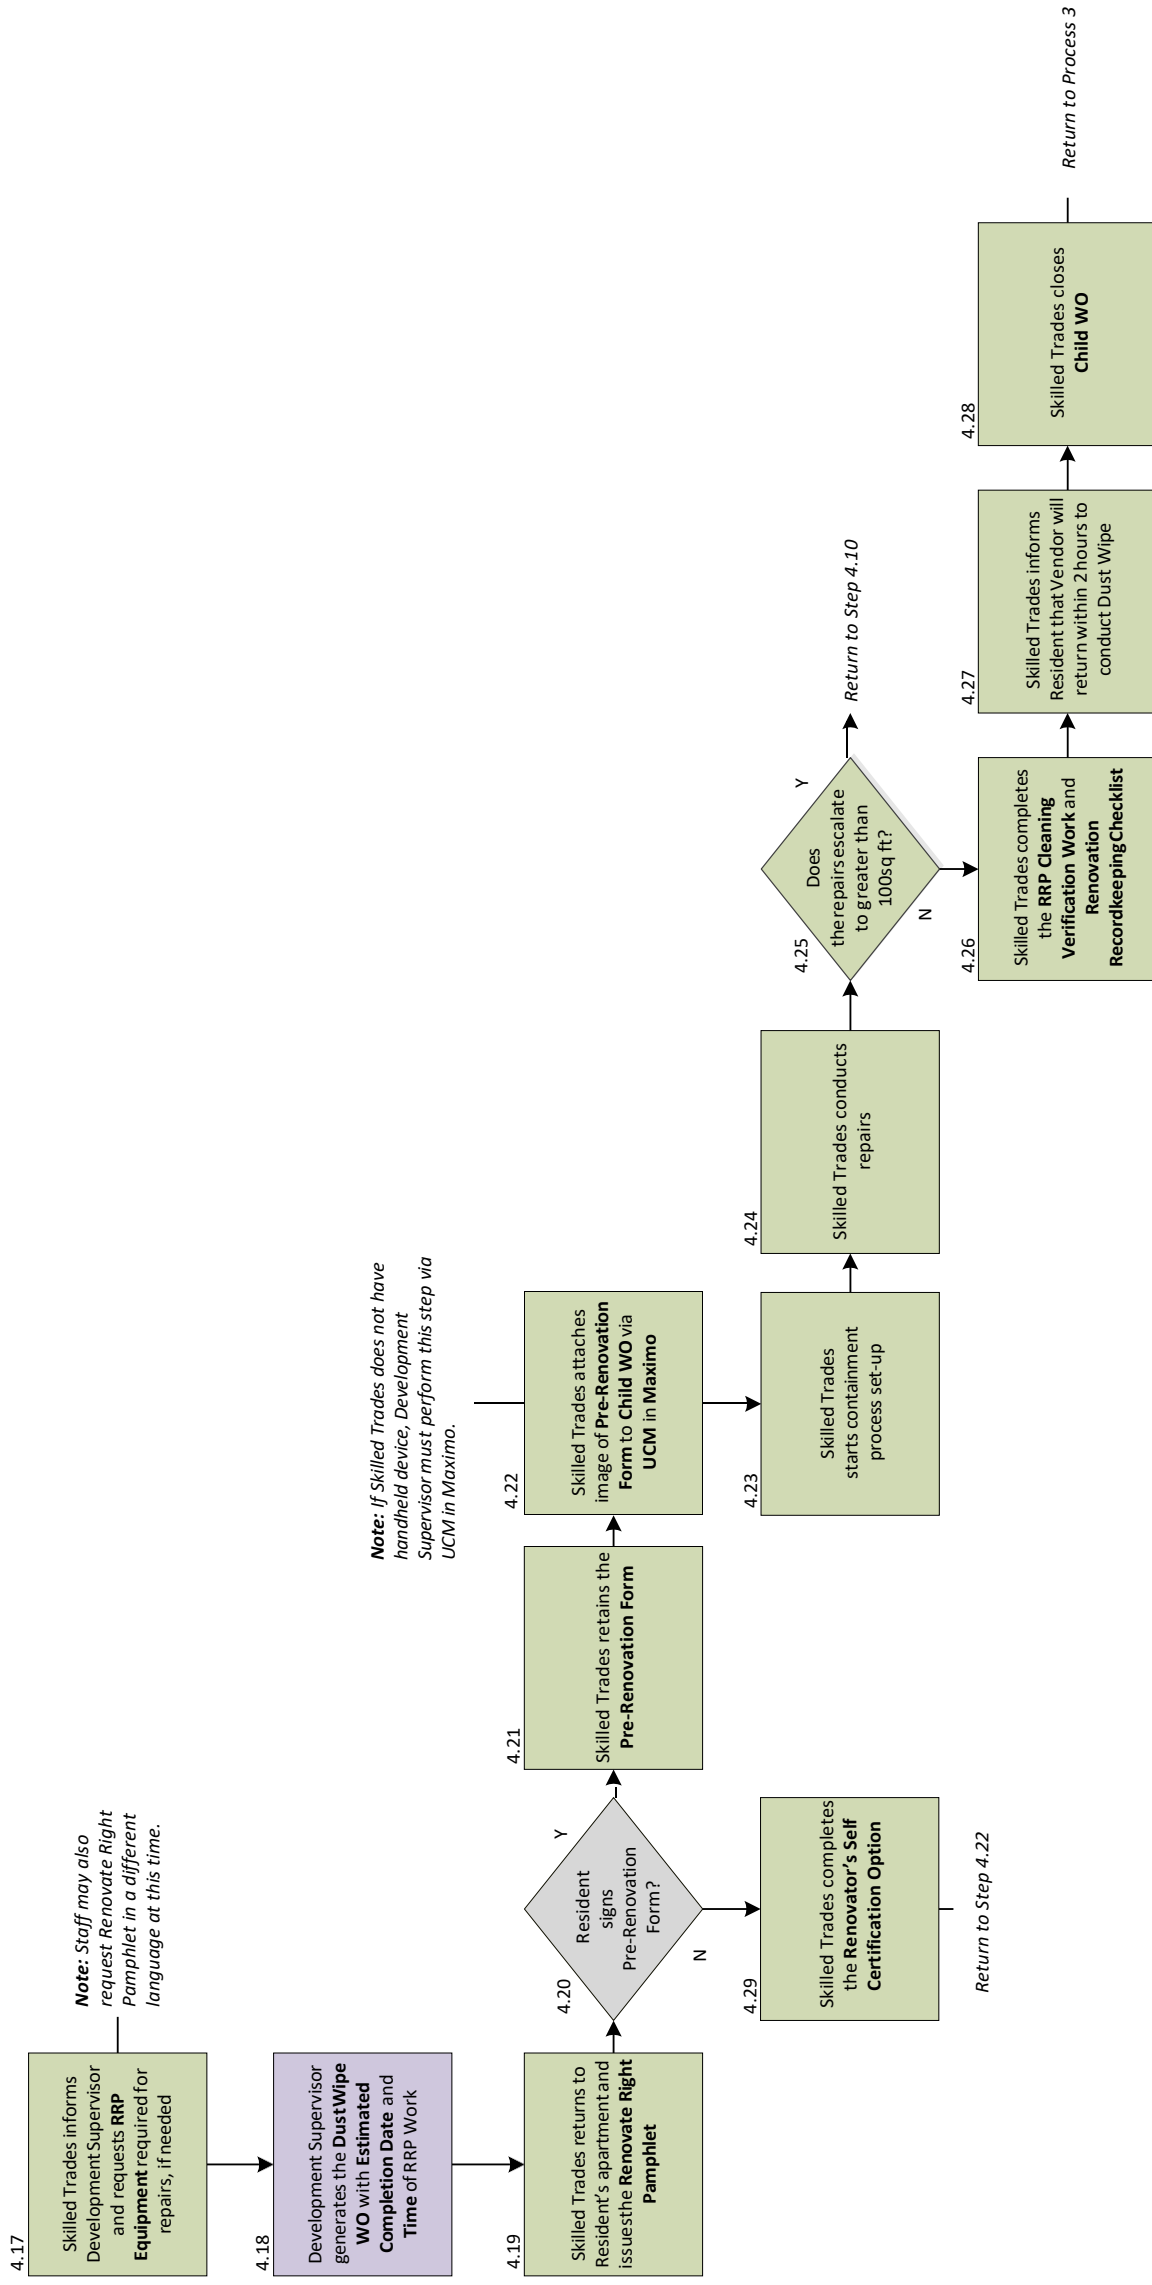 4.17
Skilled Trades informs
Development Supervisor
and requests RRP
Equipment required for
repairs, if needed
Note: Staff may also
request Renovate Right
Pamphlet in a different
language at this time.
4.18
Development Supervisor
generates the Dust Wipe
WO with Estimated
Completion Date and
Time of RRP Work
4.19
Skilled Trades returns to
Resident's apartment and
issues the Renovate Right
Pamphlet
4.20
Resident
signs
Pre-Renovation
Form?
Y
N
4.21
Skilled Trades retains the
Pre-Renovation Form
4.22
Skilled Trades attaches
image of Pre-Renovation
Form to Child WO via
UCM in Maximo
Note: If Skilled Trades does not have
handheld device, Development
Supervisor must perform this step via
UCM in Maximo.
4.29
Skilled Trades completes
the Renovator's Self
Certification Option
Return to Step 4.22
4.23
Skilled Trades
starts containment
process set-up
4.24
Skilled Trades conducts
repairs
4.25
Does
the repairs escalate
to greater than
100sq ft?
Y
Return to Step 4.10
N
4.26
Skilled Trades completes
the RRP Cleaning
Verification Work and
Renovation
Recordkeeping Checklist
4.27
Skilled Trades informs
Resident that Vendor will
return within 2 hours to
conduct Dust Wipe
4.28
Skilled Trades closes
Child WO
Return to Process 3